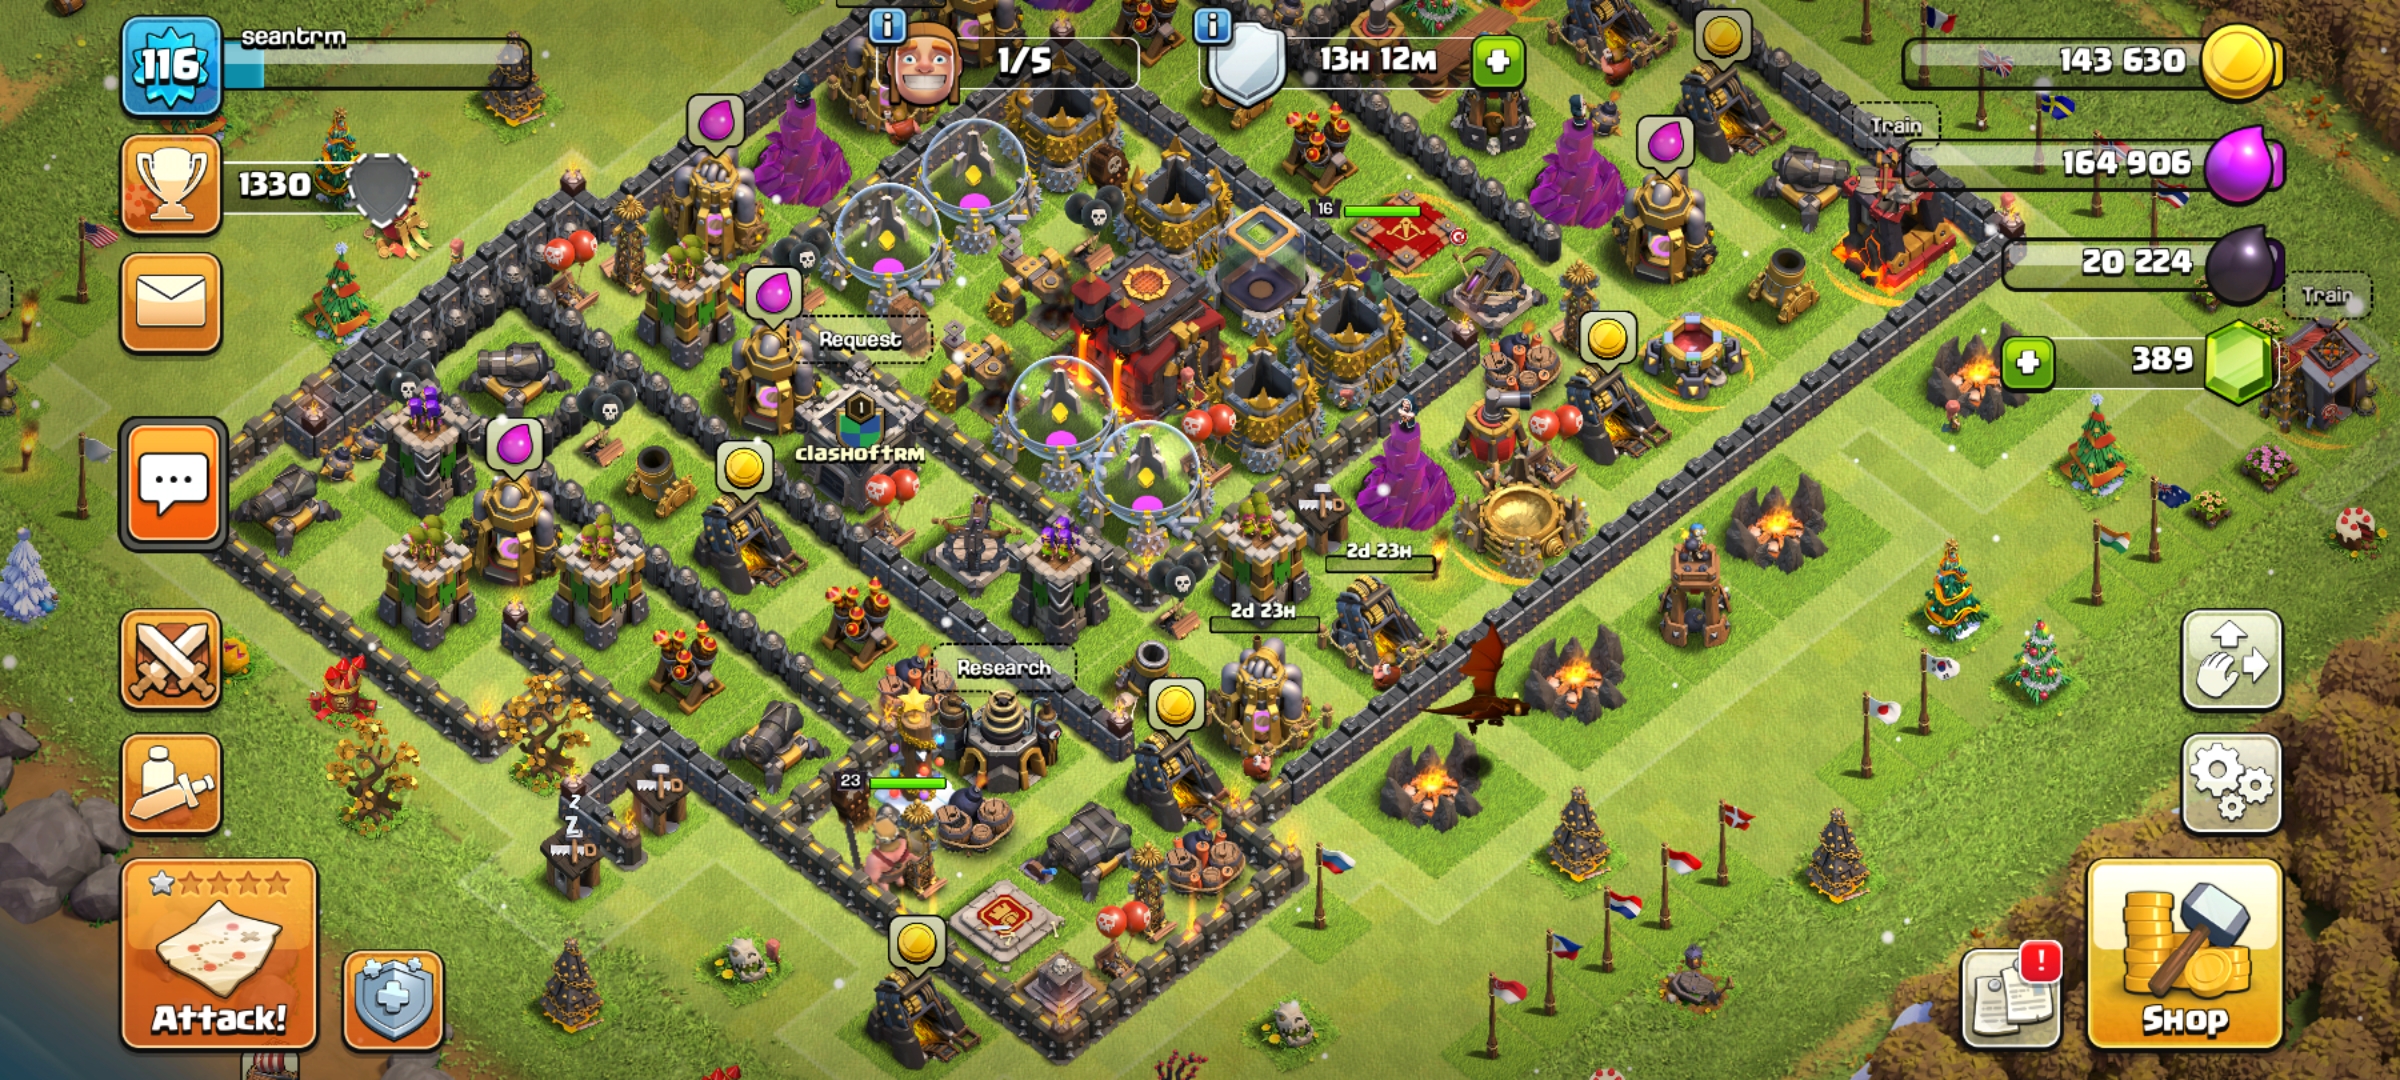 116
seantrm
1/5
13H 12M
143 630
Train
164 906
1330
16
20 224
Train
Request
389
1
clashoftrm
2d 23H
2d 23H
Research
23
z
Z
Attack!
!
Shop